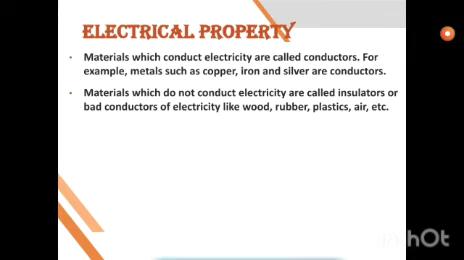 ELECTRICAL PROPERTY
• Materials which conduct electricity are called conductors. For
example, metals such as copper, iron and silver are conductors.
• Materials which do not conduct electricity are called insulators or
bad conductors of electricity like wood, rubber, plastics, air, etc.